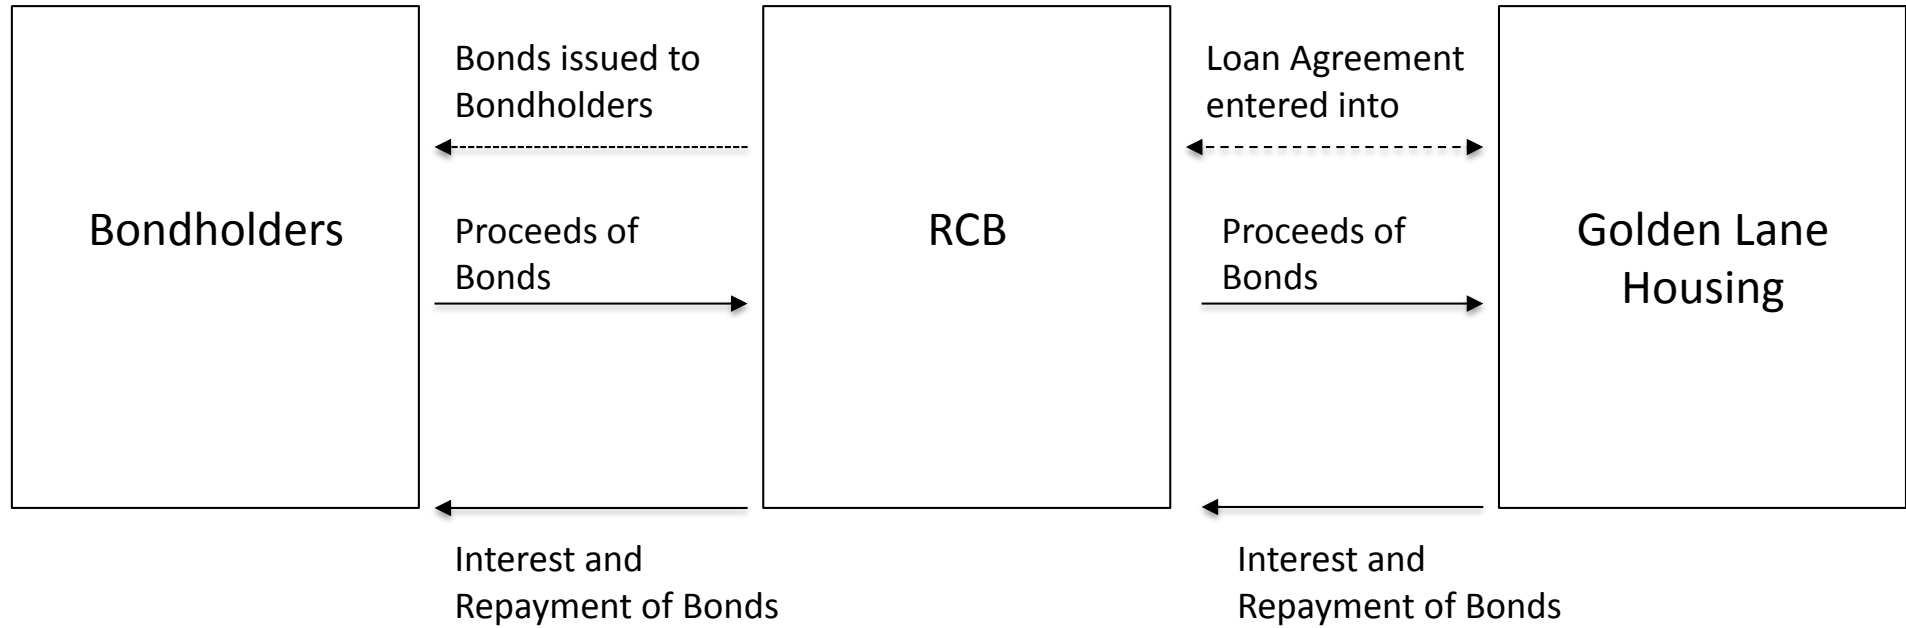 Bonds issued to
Bondholders
Loan Agreement
entered into
Bondholders
Proceeds of
Bonds
RCB
Proceeds of
Bonds
Golden Lane
Housing
Interest and
Repayment of Bonds
Interest and
Repayment of Bonds